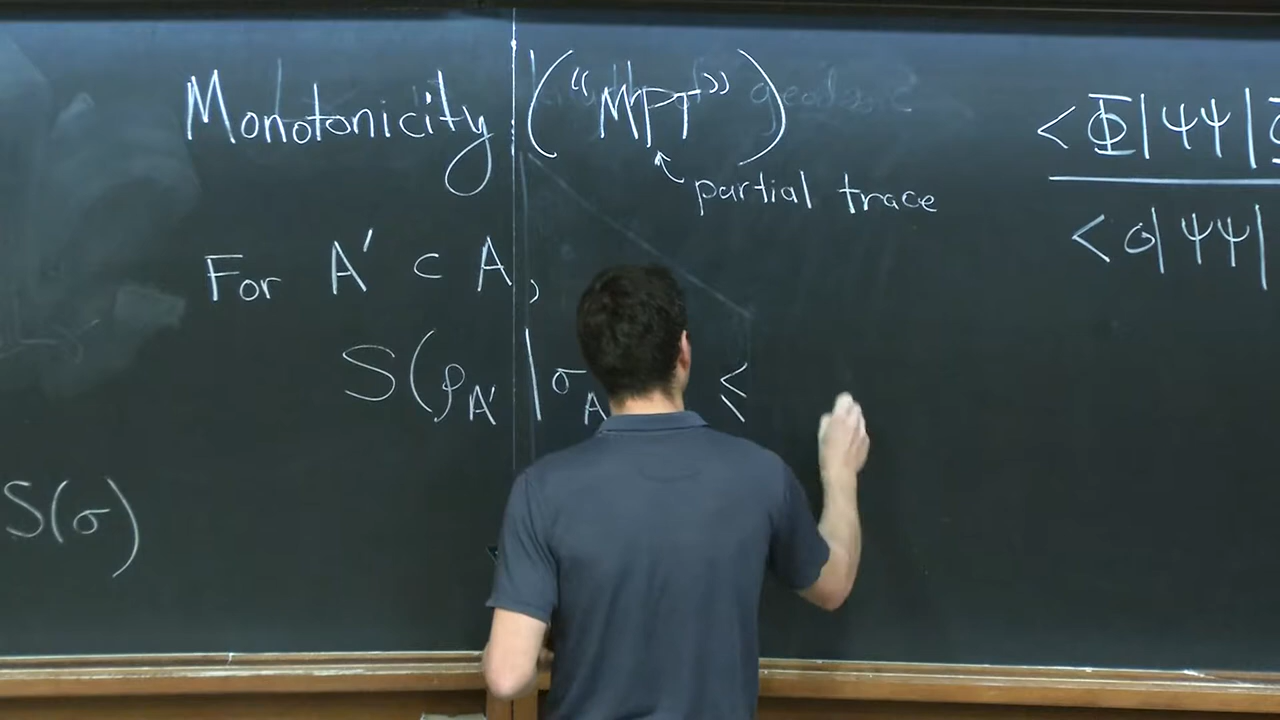 Monotonicity ("MPT")
partial trace
For A' ⊂ A,
S(ρ_A' | σ_A ≤
S(σ)
<Φ|ΨΨ|
<0|ΨΨ|